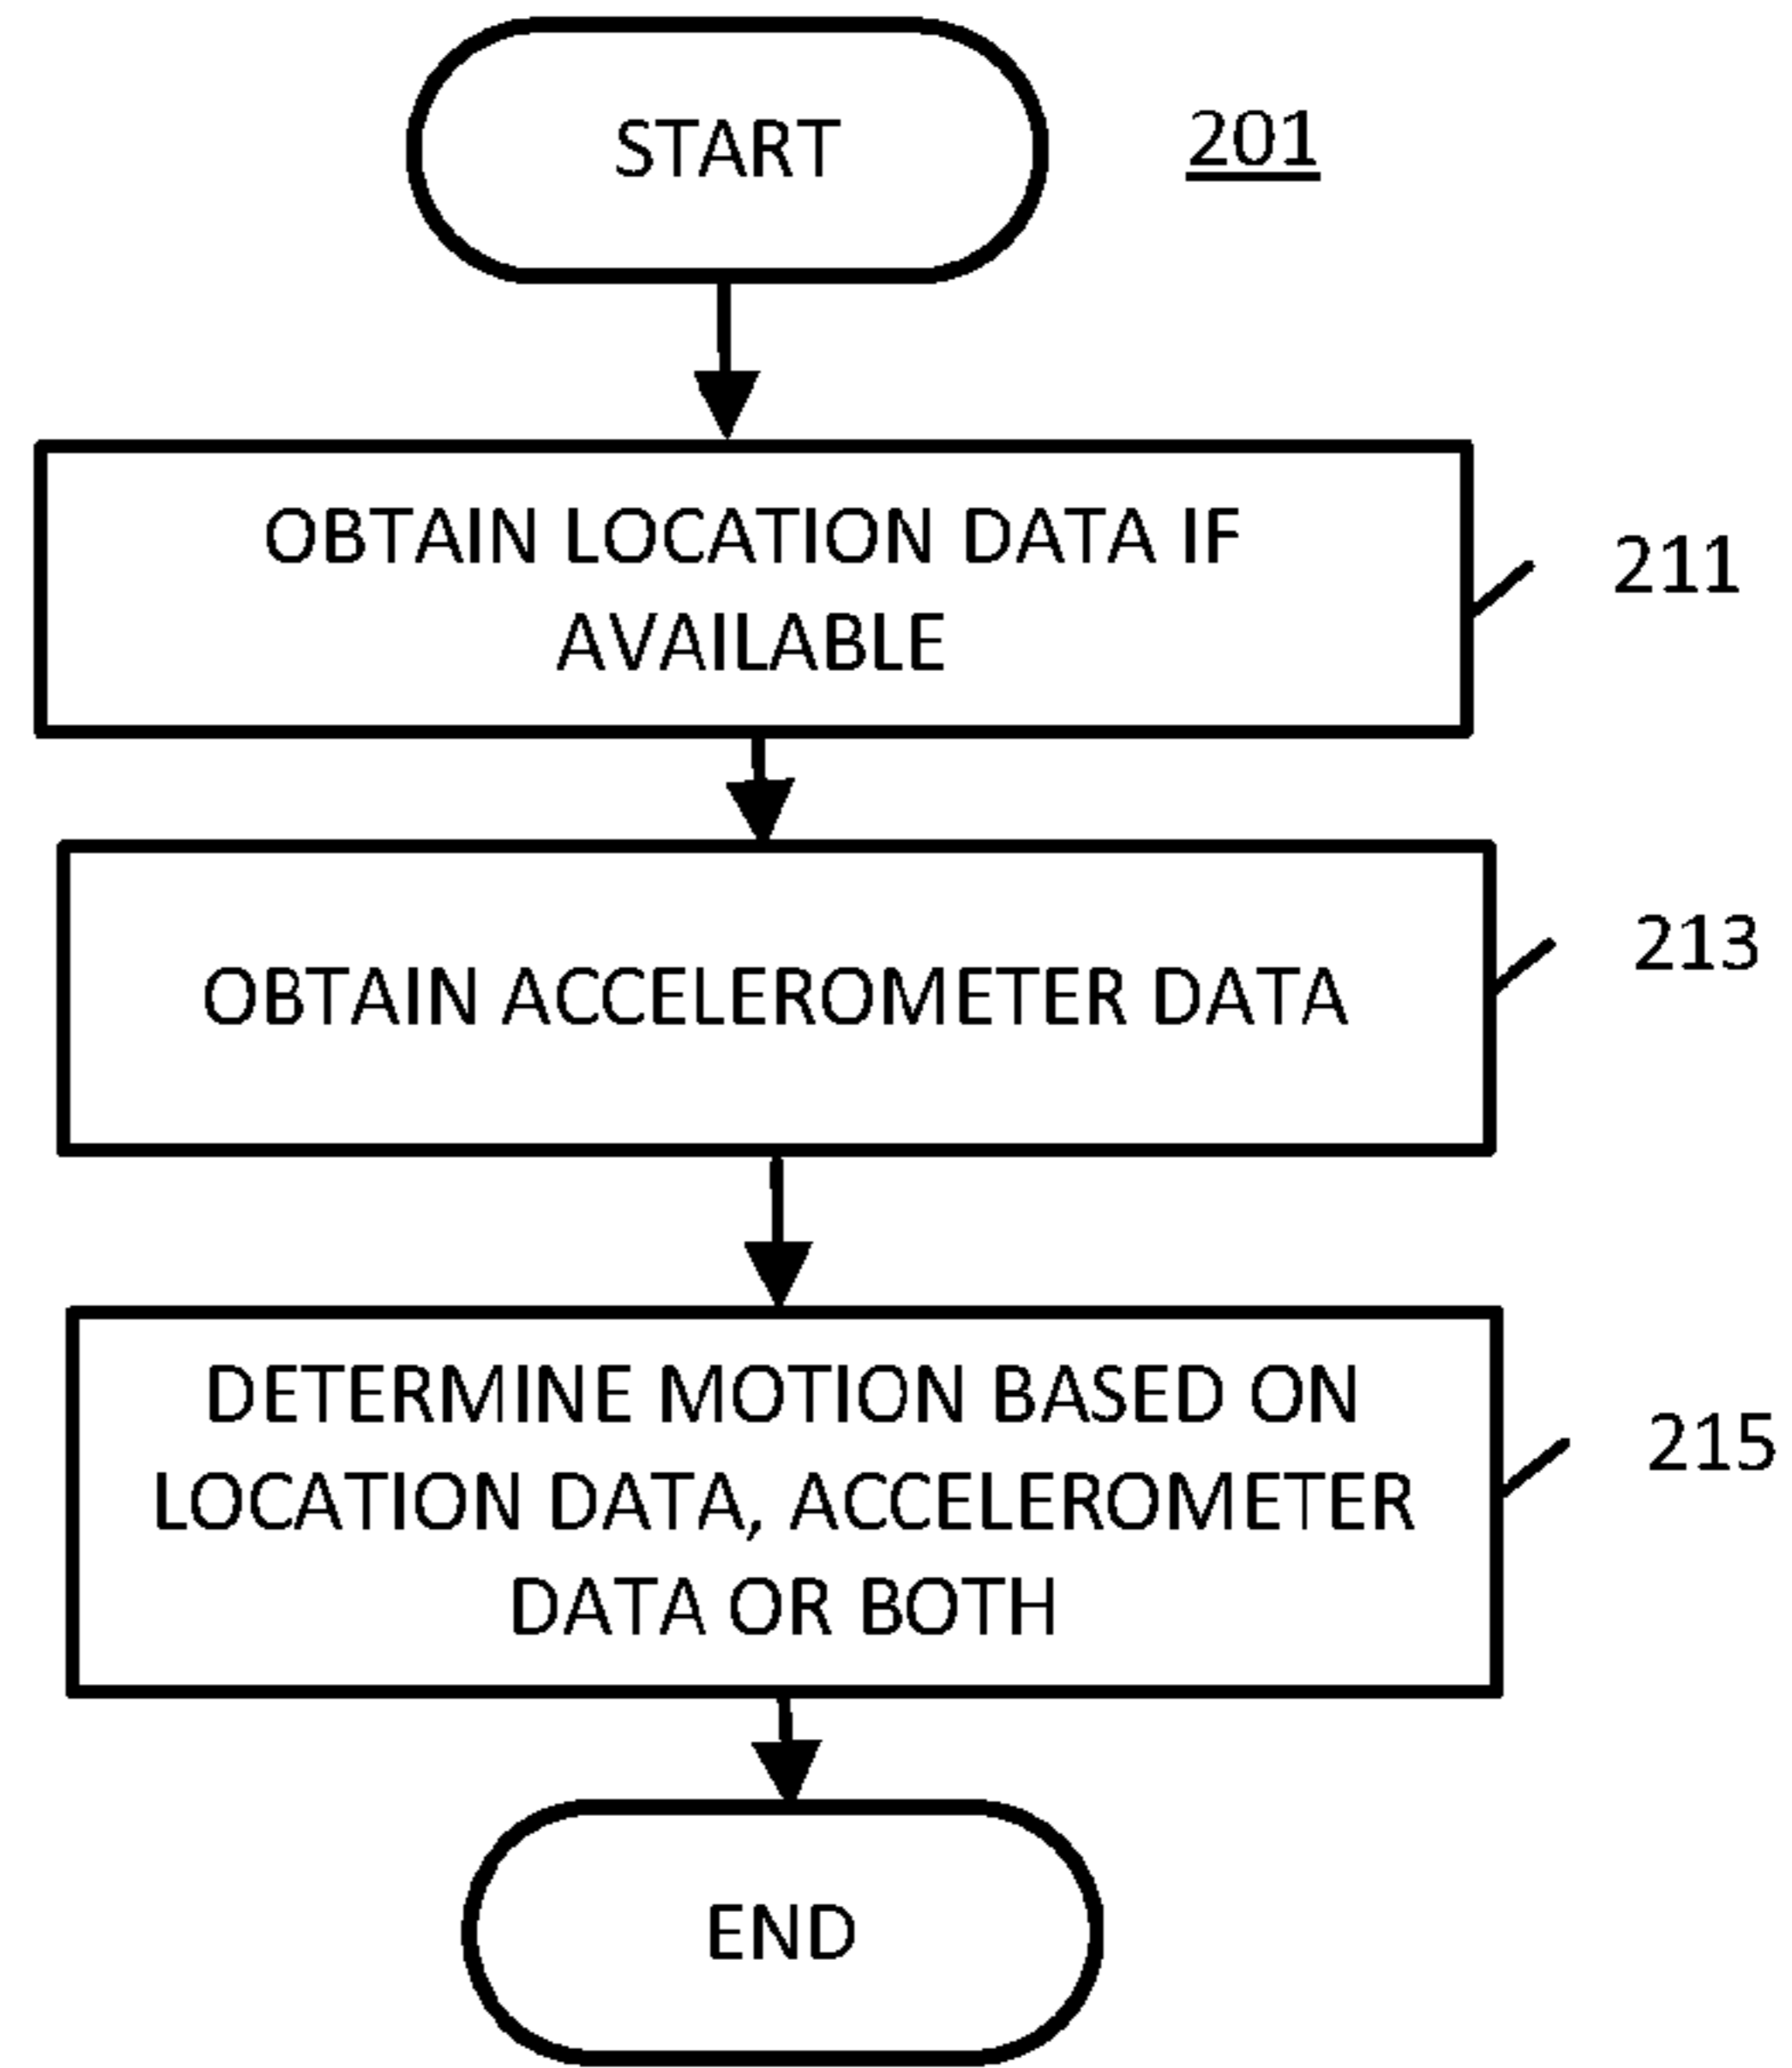 START
201
OBTAIN LOCATION DATA IF
AVAILABLE
211
OBTAIN ACCELEROMETER DATA
213
DETERMINE MOTION BASED ON
LOCATION DATA, ACCELEROMETER
DATA OR BOTH
215
END